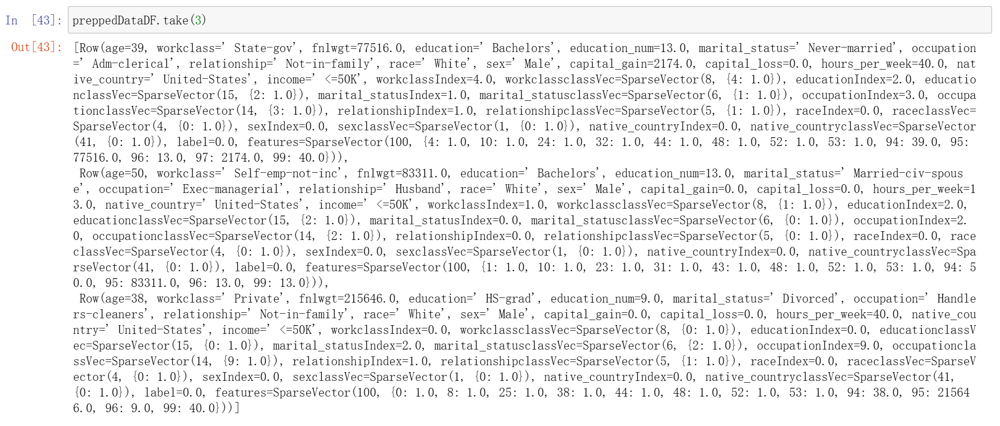 In [43]: preppedDataDF.take(3)
Out[43]: [Row(age=39, workclass=' State-gov', fnlwgt=77516.0, education=' Bachelors', education_num=13.0, marital_status=' Never-married', occupation
=' Adm-clerical', relationship=' Not-in-family', race=' White', sex=' Male', capital_gain=2174.0, capital_loss=0.0, hours_per_week=40.0, nat
ive_country=' United-States', income=' <=50K', workclassIndex=4.0, workclassclassVec=SparseVector(8, {4: 1.0}), educationIndex=2.0, educatio
nclassVec=SparseVector(15, {2: 1.0}), marital_statusIndex=1.0, marital_statusclassVec=SparseVector(6, {1: 1.0}), occupationIndex=3.0, occupa
tionclassVec=SparseVector(14, {3: 1.0}), relationshipIndex=1.0, relationshipclassVec=SparseVector(5, {1: 1.0}), raceIndex=0.0, raceclassVec=
SparseVector(4, {0: 1.0}), sexIndex=0.0, sexclassVec=SparseVector(1, {0: 1.0}), native_countryIndex=0.0, native_countryclassVec=SparseVector
(41, {0: 1.0}), label=0.0, features=SparseVector(100, {4: 1.0, 10: 1.0, 24: 1.0, 32: 1.0, 44: 1.0, 48: 1.0, 52: 1.0, 53: 1.0, 94: 39.0, 95:
77516.0, 96: 13.0, 97: 2174.0, 99: 40.0})),
Row(age=50, workclass=' Self-emp-not-inc', fnlwgt=83311.0, education=' Bachelors', education_num=13.0, marital_status=' Married-civ-spous
e', occupation=' Exec-managerial', relationship=' Husband', race=' White', sex=' Male', capital_gain=0.0, capital_loss=0.0, hours_per_week=1
3.0, native_country=' United-States', income=' <=50K', workclassIndex=1.0, workclassclassVec=SparseVector(8, {1: 1.0}), educationIndex=2.0,
educationclassVec=SparseVector(15, {2: 1.0}), marital_statusIndex=0.0, marital_statusclassVec=SparseVector(6, {0: 1.0}), occupationIndex=2.
0, occupationclassVec=SparseVector(14, {2: 1.0}), relationshipIndex=0.0, relationshipclassVec=SparseVector(5, {0: 1.0}), raceIndex=0.0, race
classVec=SparseVector(4, {0: 1.0}), sexIndex=0.0, sexclassVec=SparseVector(1, {0: 1.0}), native_countryIndex=0.0, native_countryclassVec=Spa
rseVector(41, {0: 1.0}), label=0.0, features=SparseVector(100, {1: 1.0, 10: 1.0, 23: 1.0, 31: 1.0, 43: 1.0, 48: 1.0, 52: 1.0, 53: 1.0, 94: 5
0.0, 95: 83311.0, 96: 13.0, 99: 13.0})),
Row(age=38, workclass=' Private', fnlwgt=215646.0, education=' HS-grad', education_num=9.0, marital_status=' Divorced', occupation=' Handle
rs-cleaners', relationship=' Not-in-family', race=' White', sex=' Male', capital_gain=0.0, capital_loss=0.0, hours_per_week=40.0, native_cou
ntry=' United-States', income=' <=50K', workclassIndex=0.0, workclassclassVec=SparseVector(8, {0: 1.0}), educationIndex=0.0, educationclassV
ec=SparseVector(15, {0: 1.0}), marital_statusIndex=2.0, marital_statusclassVec=SparseVector(6, {2: 1.0}), occupationIndex=9.0, occupationcla
ssVec=SparseVector(14, {9: 1.0}), relationshipIndex=1.0, relationshipclassVec=SparseVector(5, {1: 1.0}), raceIndex=0.0, raceclassVec=SparseV
ector(4, {0: 1.0}), sexIndex=0.0, sexclassVec=SparseVector(1, {0: 1.0}), native_countryIndex=0.0, native_countryclassVec=SparseVector(41,
{0: 1.0}), label=0.0, features=SparseVector(100, {0: 1.0, 8: 1.0, 25: 1.0, 38: 1.0, 44: 1.0, 48: 1.0, 52: 1.0, 53: 1.0, 94: 38.0, 95: 21564
6.0, 96: 9.0, 99: 40.0}))]